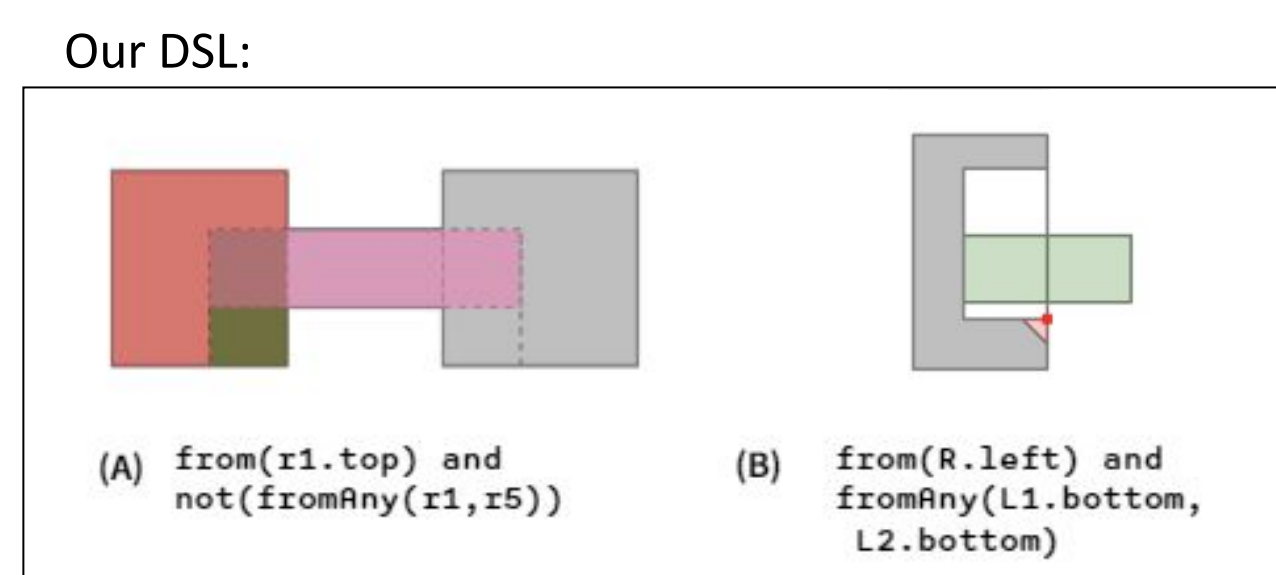 Our DSL:
(A) from(r1.top) and
not(fromAny(r1,r5))
(B) from(R.left) and
fromAny(L1.bottom,
L2.bottom)